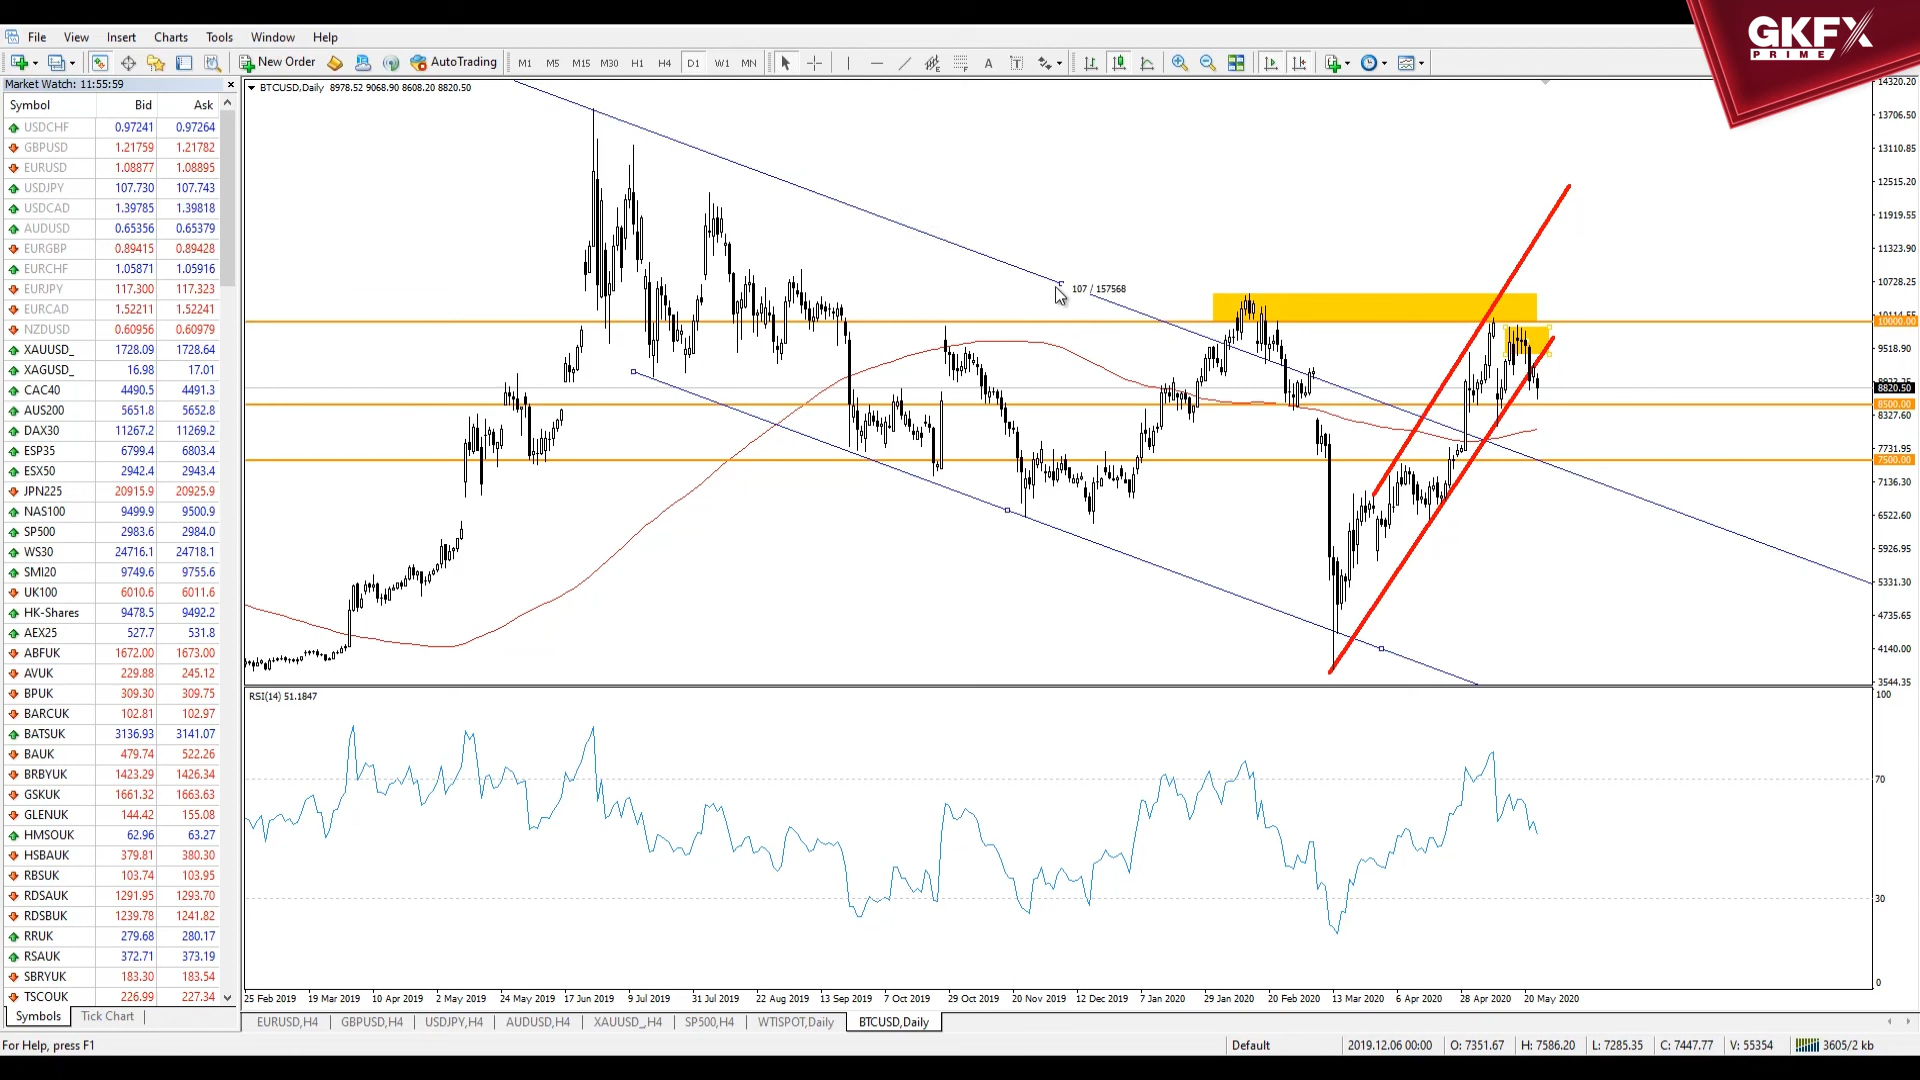 GKFX
PRIME
File View Insert Charts Tools Window Help
New Order AutoTrading M1 M5 M15 M30 H1 H4 D1 W1 MN
Market Watch: 11:55:59
Symbol Bid Ask
USDCHF 0.97241 0.97264
GBPUSD 1.21759 1.21782
EURUSD 1.08877 1.08895
USDJPY 107.730 107.743
USDCAD 1.39785 1.39818
AUDUSD 0.65356 0.65379
EURGBP 0.89415 0.89428
EURCHF 1.05871 1.05916
EURJPY 117.300 117.323
EURCAD 1.52211 1.52241
NZDUSD 0.60956 0.60979
XAUUSD_ 1728.09 1728.64
XAGUSD_ 16.98 17.01
CAC40 4490.5 4491.3
AUS200 5651.8 5652.8
DAX30 11267.2 11269.2
ESP35 6799.4 6803.4
ESX50 2942.4 2943.4
JPN225 20915.9 20925.9
NAS100 9499.9 9500.9
SP500 2983.6 2984.0
WS30 24716.1 24718.1
SMI20 9749.6 9755.6
UK100 6010.6 6011.6
HK-Shares 9478.5 9492.2
AEX25 527.7 531.8
ABFUK 1672.00 1673.00
AVUK 229.88 245.12
BPUK 309.30 309.75
BARCUK 102.81 102.97
BATSUK 3136.93 3141.07
BAUK 479.74 522.26
BRBYUK 1423.29 1426.34
GSKUK 1661.32 1663.63
GLENUK 144.42 155.08
HMSOUK 62.96 63.27
HSBAUK 379.81 380.30
RBSUK 103.74 103.95
RDSAUK 1291.95 1293.70
RDSBUK 1239.78 1241.82
RRUK 279.68 280.17
RSAUK 372.71 373.19
SBRYUK 183.30 183.54
TSCOUK 226.99 227.34
Symbols Tick Chart
BTCUSD,Daily 8978.52 9068.90 8608.20 8820.50
107 / 157568
14320.20
13706.50
13110.85
12515.20
11919.55
11323.90
10728.25
10000.00
9518.90
8820.50
8500.00
8327.60
7731.95
7500.00
7136.30
6522.60
5926.95
5331.30
4735.65
4140.00
3544.35
RSI(14) 51.1847
100
70
30
0
25 Feb 2019 19 Mar 2019 10 Apr 2019 2 May 2019 24 May 2019 17 Jun 2019 9 Jul 2019 31 Jul 2019 22 Aug 2019 13 Sep 2019 7 Oct 2019 29 Oct 2019 20 Nov 2019 12 Dec 2019 7 Jan 2020 29 Jan 2020 20 Feb 2020 13 Mar 2020 6 Apr 2020 28 Apr 2020 20 May 2020
EURUSD,H4 GBPUSD,H4 USDJPY,H4 AUDUSD,H4 XAUUSD_,H4 SP500,H4 WTISPOT,Daily BTCUSD,Daily
For Help, press F1 Default 2019.12.06 00:00 O: 7351.67 H: 7586.20 L: 7285.35 C: 7447.77 V: 55354 3605/2 kb